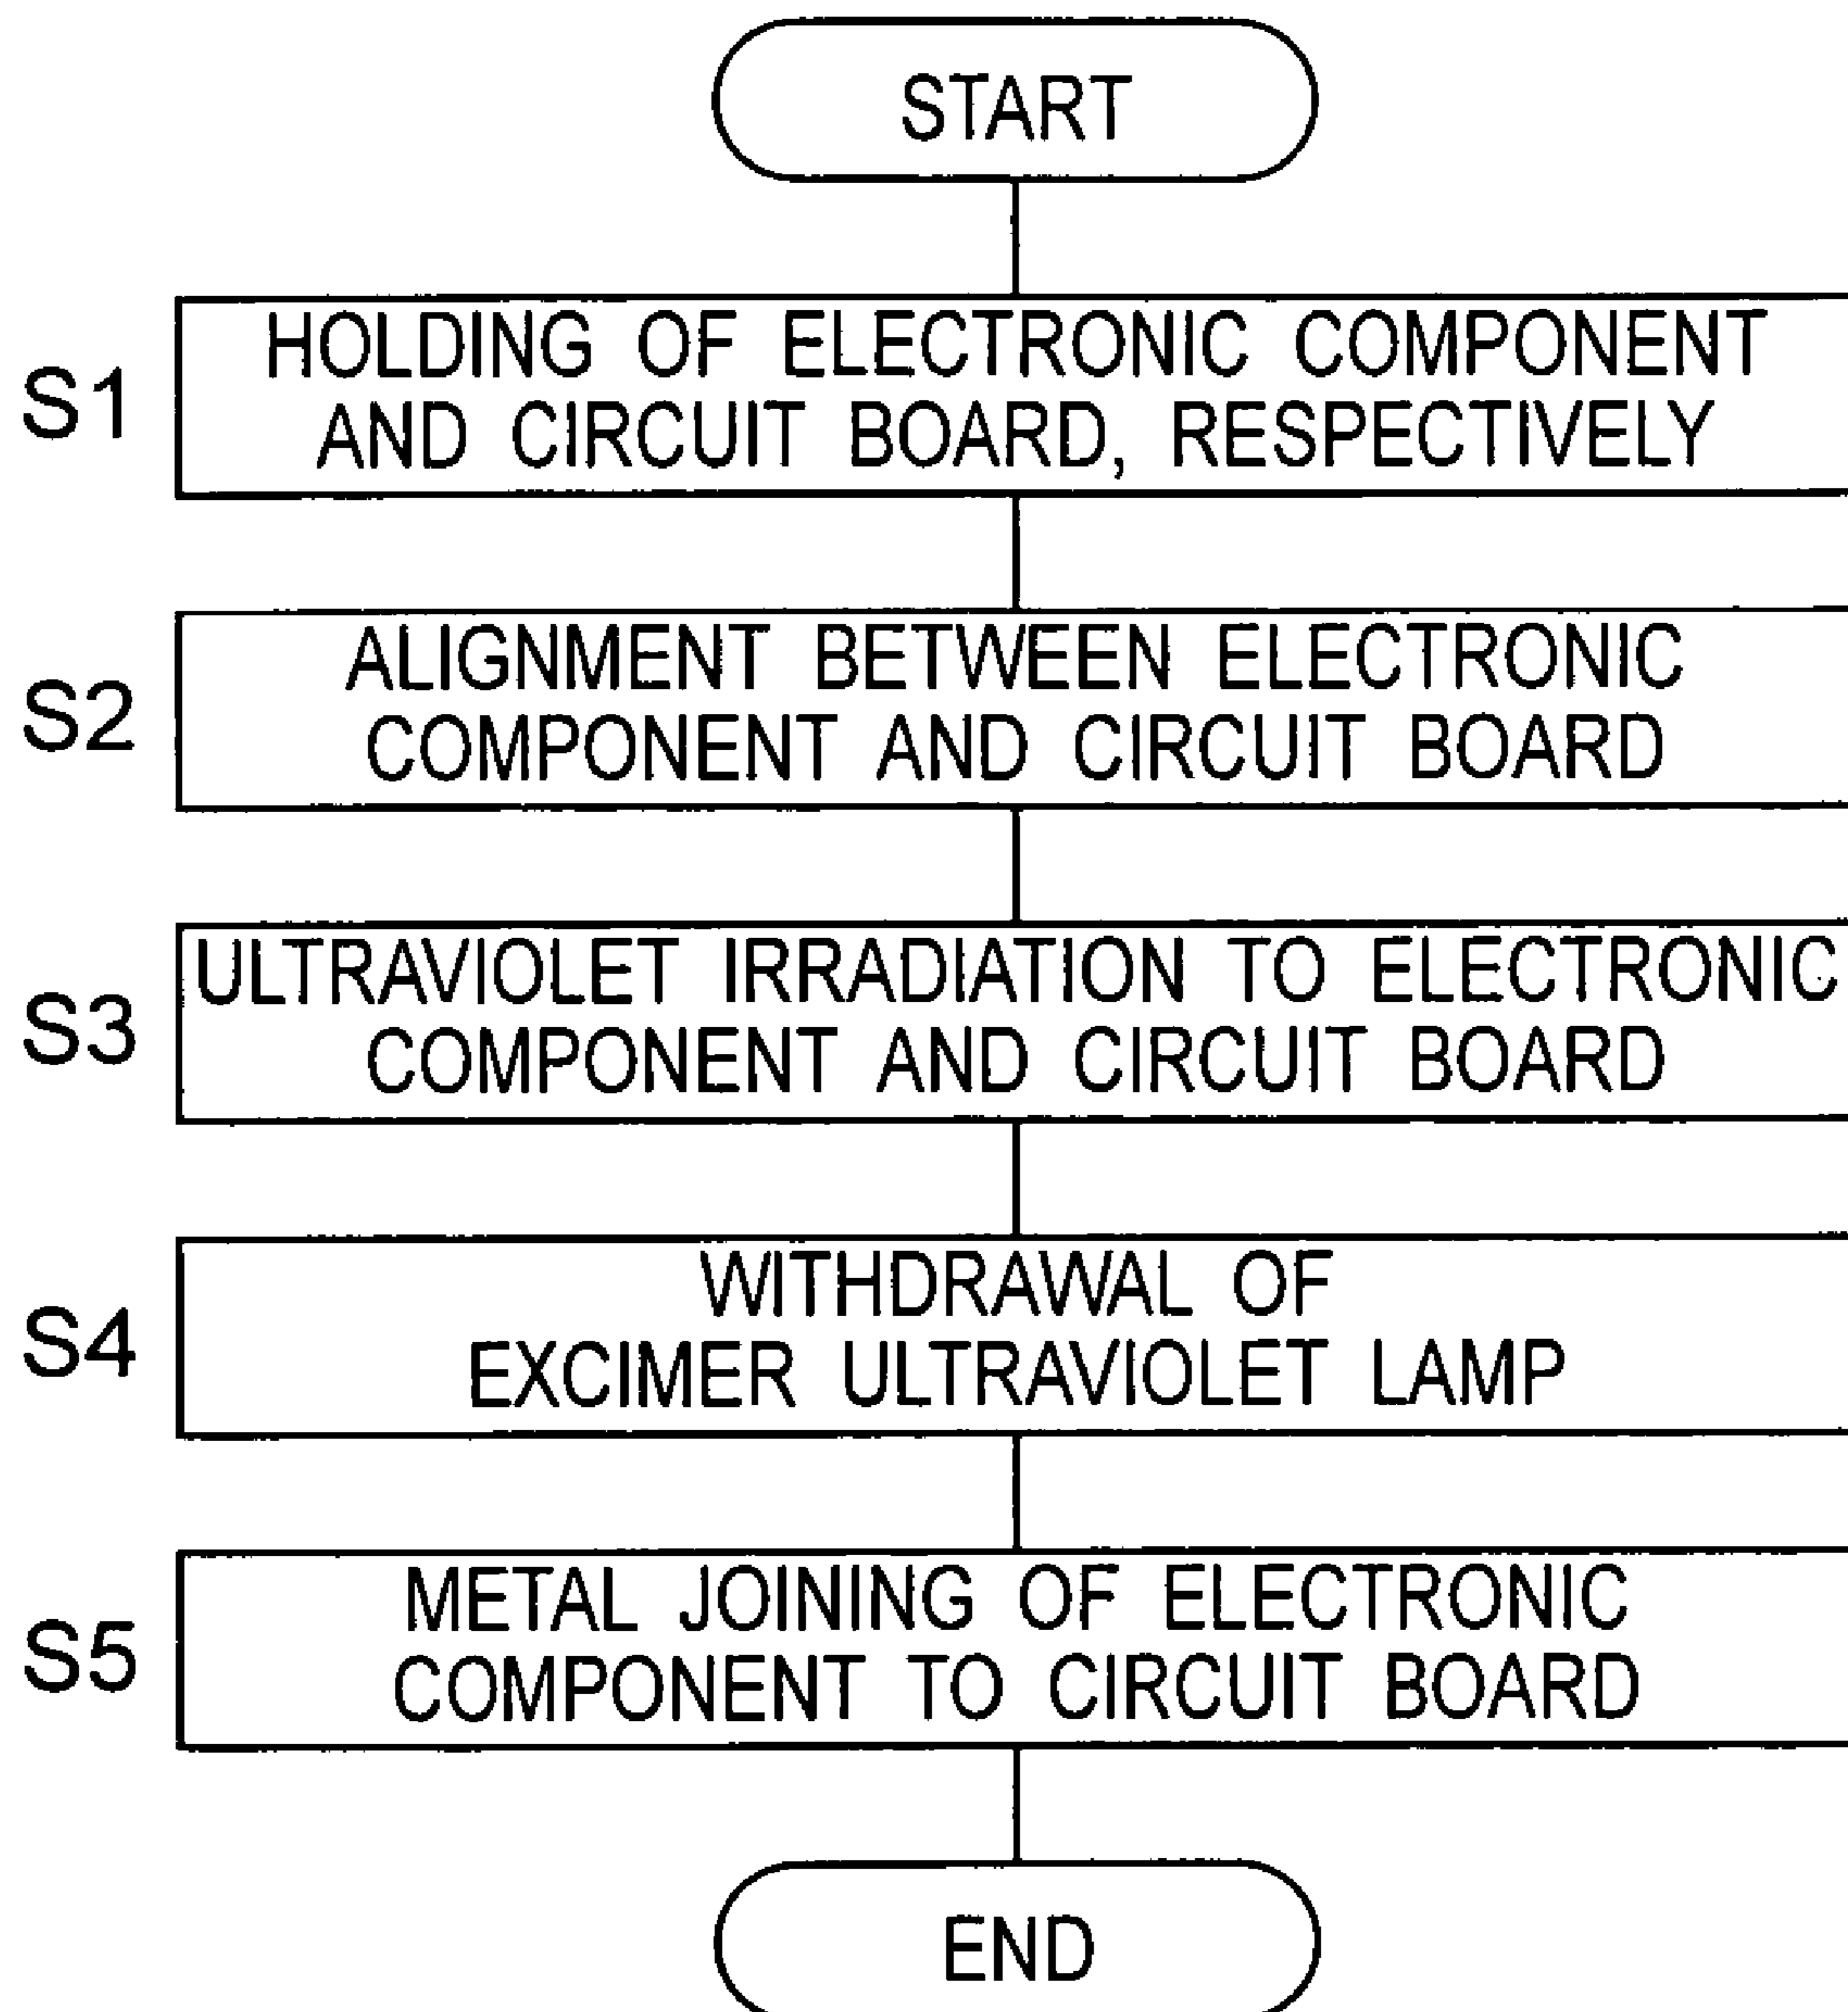 START
S1
HOLDING OF ELECTRONIC COMPONENT
AND CIRCUIT BOARD, RESPECTIVELY
S2
ALIGNMENT BETWEEN ELECTRONIC
COMPONENT AND CIRCUIT BOARD
S3
ULTRAVIOLET IRRADIATION TO ELECTRONIC
COMPONENT AND CIRCUIT BOARD
S4
WITHDRAWAL OF
EXCIMER ULTRAVIOLET LAMP
S5
METAL JOINING OF ELECTRONIC
COMPONENT TO CIRCUIT BOARD
END